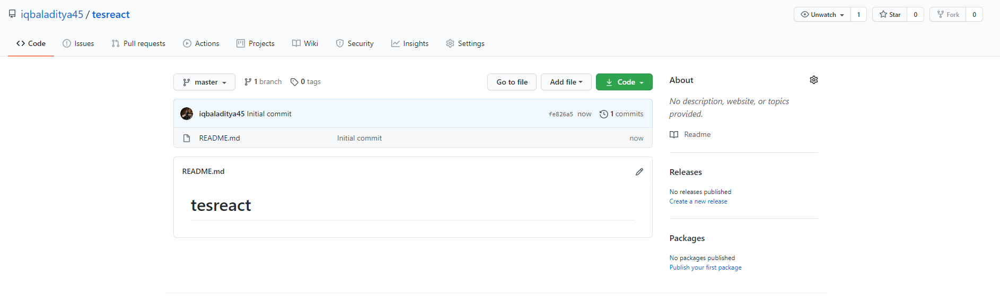 iqbaladitya45 / tesreact
Unwatch 1 Star 0 Fork 0
Code Issues Pull requests Actions Projects Wiki Security Insights Settings
master 1 branch 0 tags Go to file Add file Code
iqbaladitya45 Initial commit fe826a5 now 1 commits
README.md Initial commit now
README.md
tesreact
About
No description, website, or topics
provided.
Readme
Releases
No releases published
Create a new release
Packages
No packages published
Publish your first package